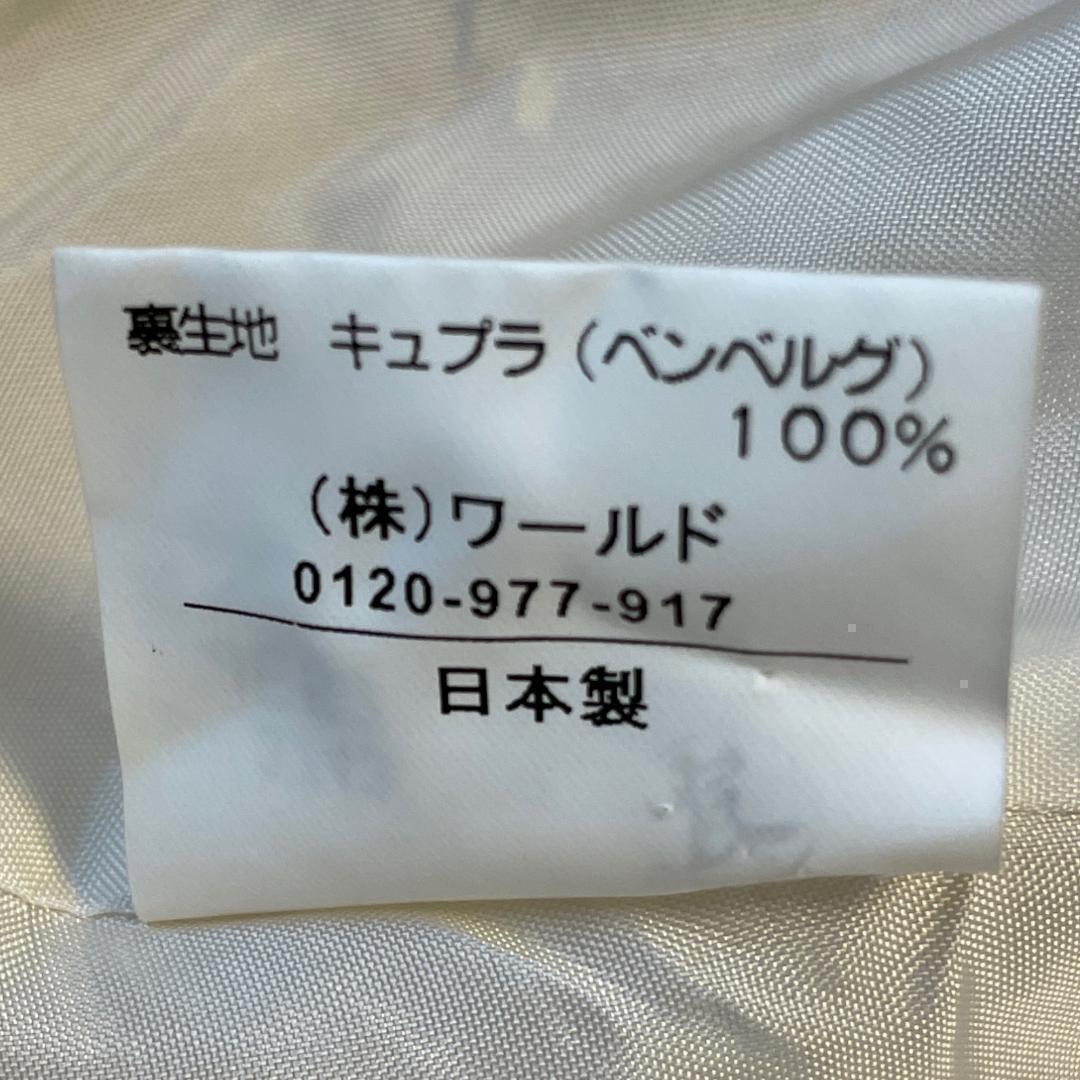 裏生地 キュプラ(ベンベルグ)
100%
(株)ワールド
0120-977-917
日本製